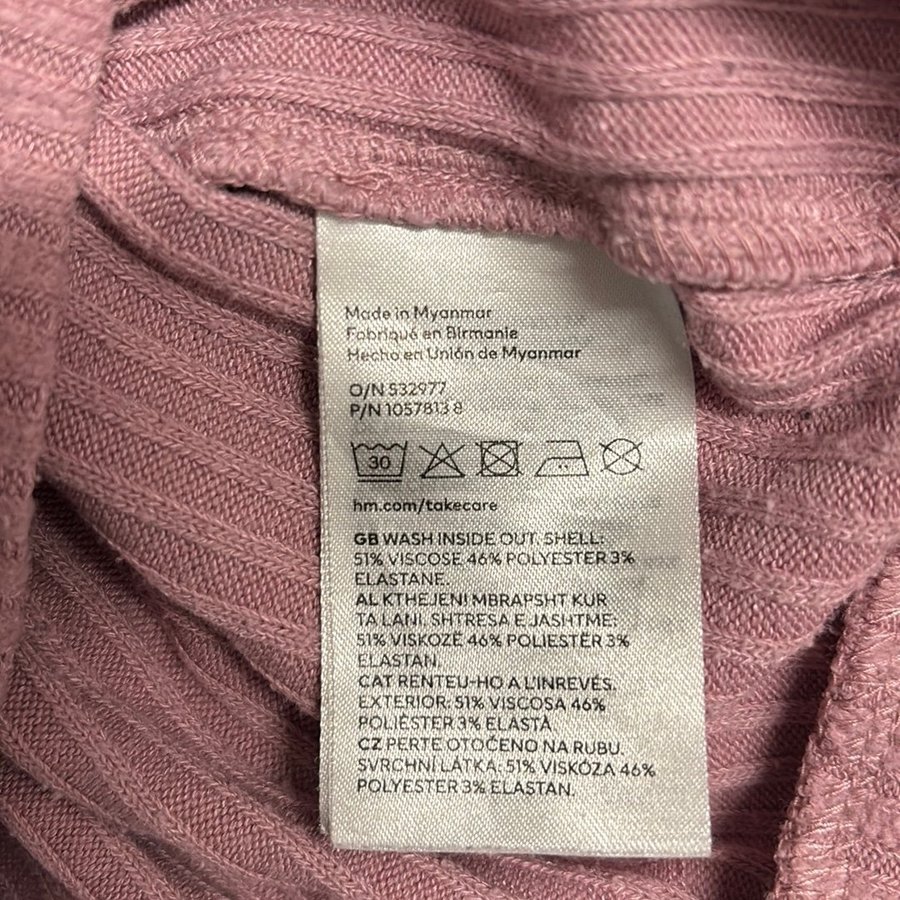 Made in Myanmar
Fabriqué en Birmanie
Hecho en Unión de Myanmar
O/N 532977
P/N 1057813 8
30
hm.com/takecare
GB WASH INSIDE OUT. SHELL:
51% VISCOSE 46% POLYESTER 3%
ELASTANE.
AL KTHEJENI MBRAPSHT KUR
TA LANI. SHTRESA E JASHTME:
51% VISKOZË 46% POLIESTER 3%
ELASTAN.
CAT RENTEU-HO A L'INREVÉS.
EXTERIOR: 51% VISCOSA 46%
POLIÈSTER 3% ELASTÀ
CZ PERTE OTOČENO NA RUBU.
SVRCHNÍ LÁTKA: 51% VISKÓZA 46%
POLYESTER 3% ELASTAN.